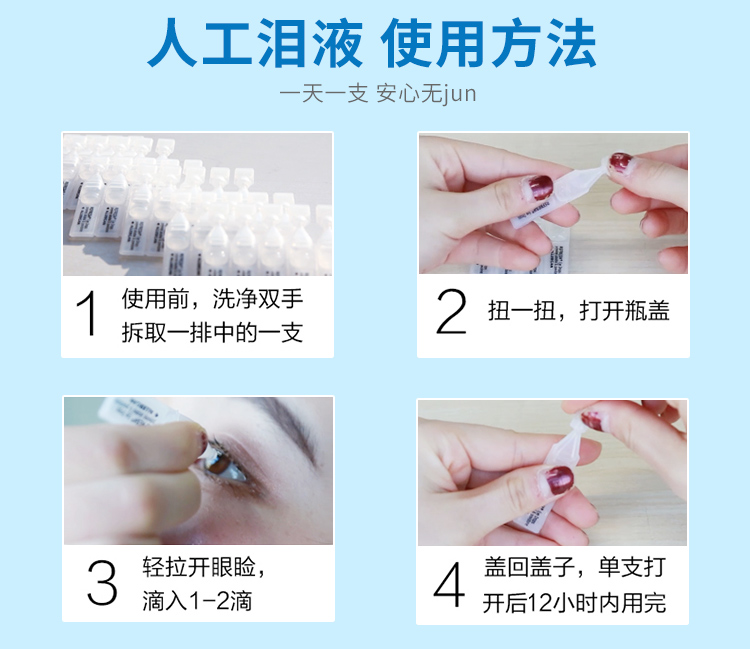 人工泪液 使用方法
一天一支 安心无jun
1
使用前，洗净双手
拆取一排中的一支
2
扭一扭，打开瓶盖
3
轻拉开眼睑，
滴入1-2滴
4
盖回盖子，单支打
开后12小时内用完